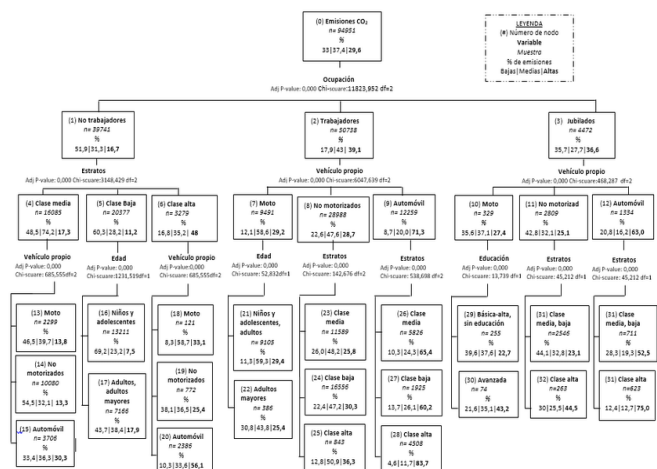 (0) Emisiones CO₂
n= 94951
%
33|37,4|29,6
LEYENDA
(#) Número de nodo
Variable
Muestra
% de emisiones
Bajas|Medias|Altas
Ocupación
Adj P-value: 0,000 Chi-scuare:11823,952 df=2
(1) No trabajadores
n= 39741
%
51,9|31,3|16,7
(2) Trabajadores
n= 50738
%
17,9|43| 39,1
(3) Jubilados
n= 4472
%
35,7|27,7|36,6
Estratos
Adj P-value: 0,000 Chi-scuare:3148,429 df=2
Vehículo propio
Adj P-value: 0,000 Chi-scuare:6047,639 df=2
Vehículo propio
Adj P-value: 0,000 Chi-scuare:468,287 df=2
(4) Clase media
n= 16085
%
48,5|74,2|17,3
(5) Clase Baja
n= 20377
%
60,3|28,2|11,2
(6) Clase alta
n= 3279
%
16,8|35,2| 48
(7) Moto
n= 9491
%
12,1|58,6|29,2
(8) No motorizados
n= 28988
%
22,6|47,6|28,7
(9) Automóvil
n= 12259
%
8,7|20,0|71,3
(10) Moto
n= 329
%
35,6|37,1|27,4
(11) No motorizad
n= 2809
%
42,8|32,1|25,1
(12) Automóvil
n= 1334
%
20,8|16,2|63,0
Vehículo propio
Adj P-value: 0,000
Chi-scuare: 685,555df=2
Edad
Adj P-value: 0,000
Chi-scuare:1231,519df=1
Vehículo propio
Adj P-value: 0,000
Chi-scuare: 685,555df=2
Edad
Adj P-value: 0,000
Chi-scuare: 52,832df=1
Estratos
Adj P-value: 0,000
Chi-scuare: 142,676 df=2
Estratos
Adj P-value: 0,000
Chi-scuare: 538,698 df=2
Educación
Adj P-value: 0,000
Chi-scuare: 13,739 df=1
Estratos
Adj P-value: 0,000
Chi-scuare: 45,212 df=1
Estratos
Adj P-value: 0,000
Chi-scuare: 45,212 df=1
(13) Moto
n= 2299
%
46,5|39,7|13,8
(14) No
motorizados
n= 10080
%
54,5|32,1| 13,3
(15) Automóvil
n= 3706
%
33,4|36,3|30,3
(16) Niños y
adolescentes
n= 13211
%
69,2|23,2|7,5
(17) Adultos,
adultos
mayores
n= 7166
%
43,7|38,4|17,9
(18) Moto
n= 121
%
8,3|58,7|33,1
(19) No
motorizados
n= 772
%
38,1|36,5|25,4
(20) Automóvil
n= 2386
%
10,3|33,6|56,1
(21) Niños y
adolescentes,
adultos
n= 9105
%
11,3|59,3|29,4
(22) Adultos
mayores
n= 386
%
30,8|43,8|25,4
(23) Clase
media
n= 11589
%
26,0|48,2|25,8
(24) Clase baja
n= 16556
%
22,4|47,2|30,3
(25) Clase alta
n= 843
%
12,8|50,9|36,3
(26) Clase
media
n= 5826
%
10,3|24,3|65,4
(27) Clase baja
n= 1925
%
13,7|26,1|60,2
(28) Clase alta
n= 4508
%
4,6|11,7|83,7
(29) Básica-alta,
sin educación
n= 255
%
39,6|37,6| 22,7
(30) Avanzada
n= 74
%
21,6|35,1|43,2
(31) Clase
media, baja
n=2546
%
44,1|32,8|23,1
(32) Clase alta
n=263
%
30|25,5|44,5
(31) Clase
media, baja
n=711
%
28,3|19,3|52,5
(31) Clase alta
n=623
%
12,4|12,7|75,0